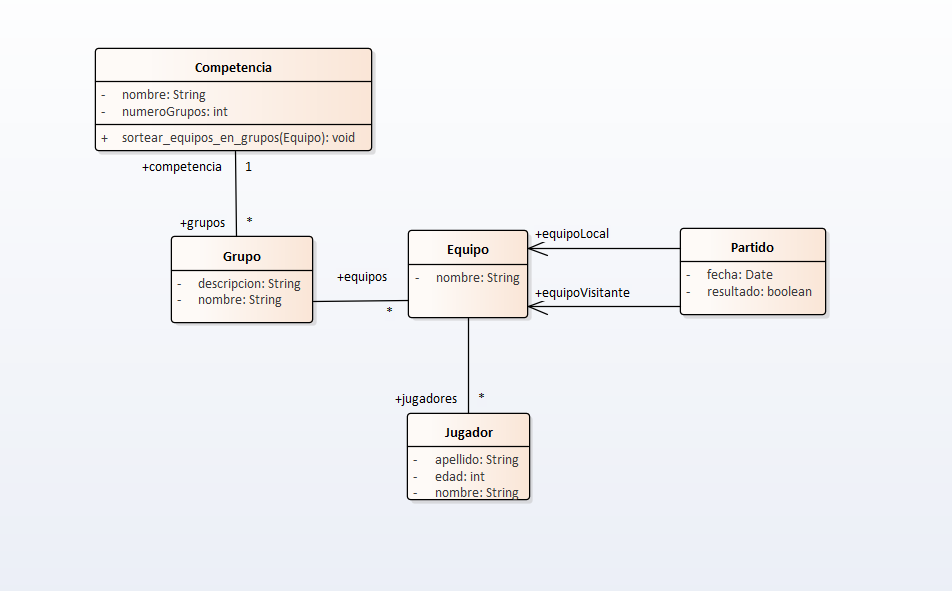 Competencia
- nombre: String
- numeroGrupos: int
+ sortear_equipos_en_grupos(Equipo): void
+competencia 1
+grupos *
Grupo
- descripcion: String
- nombre: String
+equipos
*
Equipo
- nombre: String
+equipoLocal
+equipoVisitante
Partido
- fecha: Date
- resultado: boolean
+jugadores *
Jugador
- apellido: String
- edad: int
- nombre: String